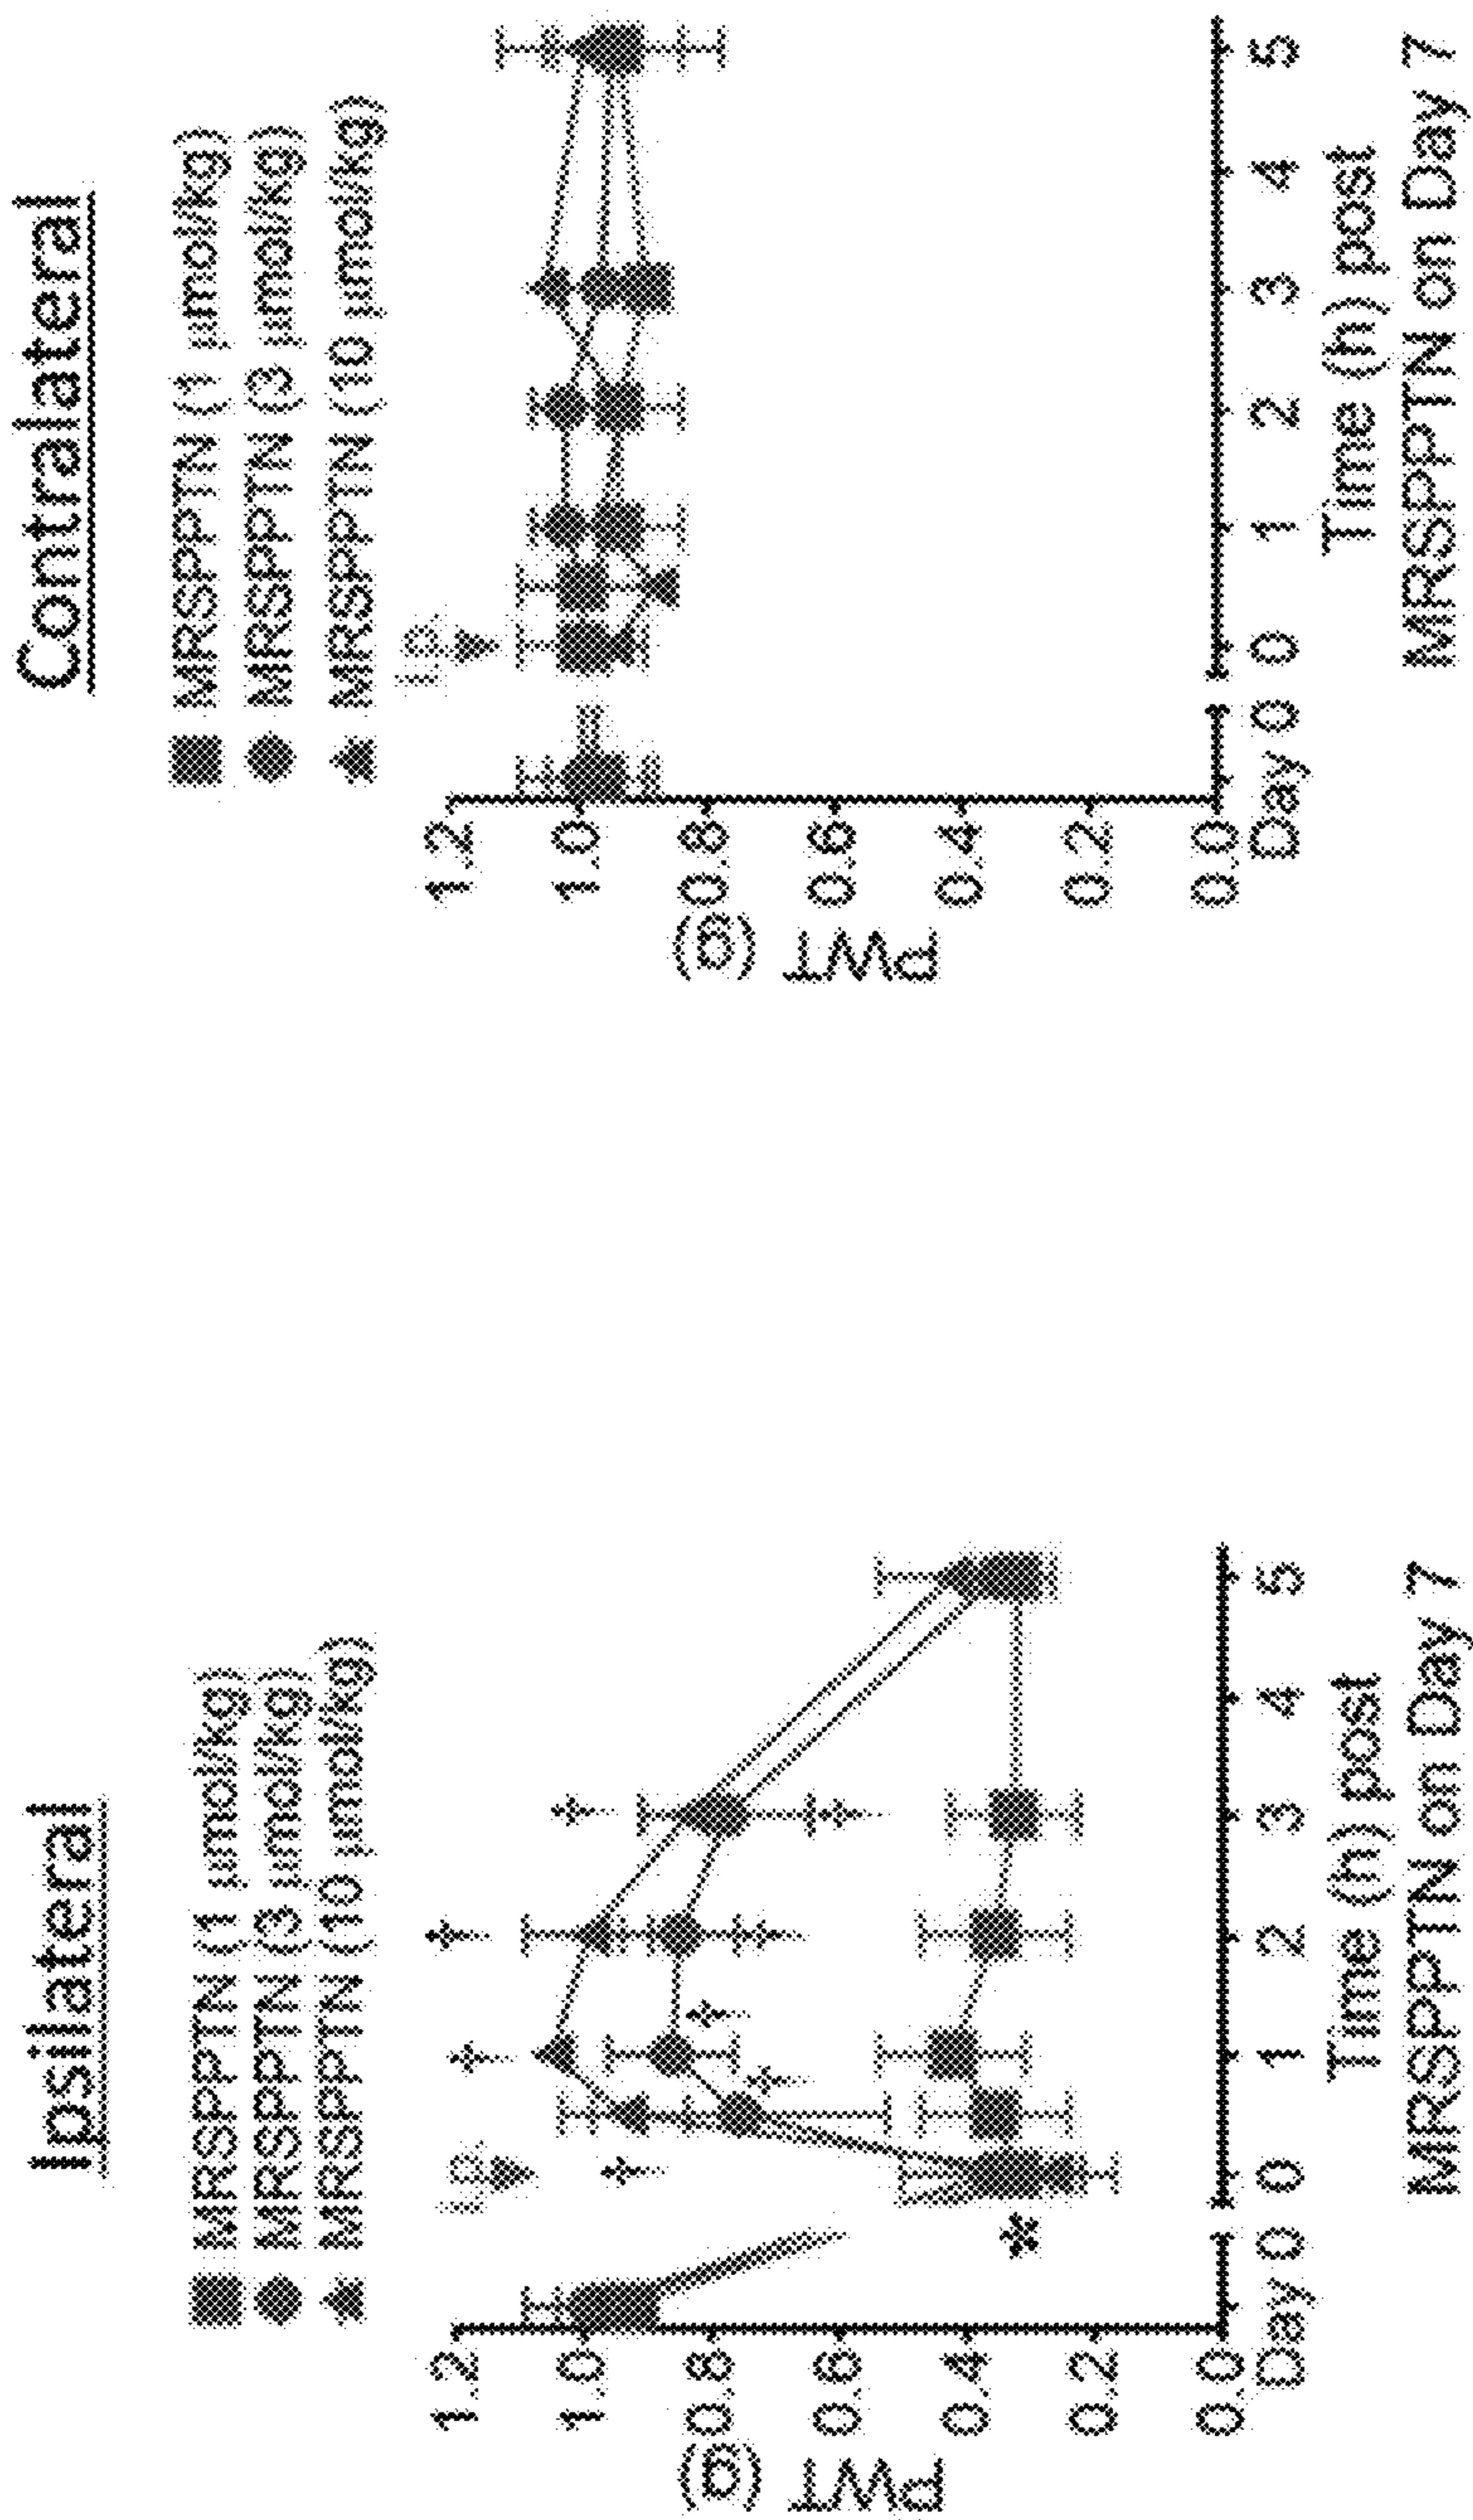 Ipsilateral
MRSPPTN (1 µmol/kg)
MRSPPTN (3 µmol/kg)
MRSPPTN (10 µmol/kg)
i.p.
PWT (g)
1.2
1.0
0.8
0.6
0.4
0.2
0.0
*
Day 0 0 1 2 3 4 5
Time (h) post
MRSPPTN on Day 7
Contralateral
MRSPPTN (1 µmol/kg)
MRSPPTN (3 µmol/kg)
MRSPPTN (10 µmol/kg)
i.p.
PWT (g)
1.2
1.0
0.8
0.6
0.4
0.2
0.0
Day 0 0 1 2 3 4 5
Time (h) post
MRSPPTN on Day 7